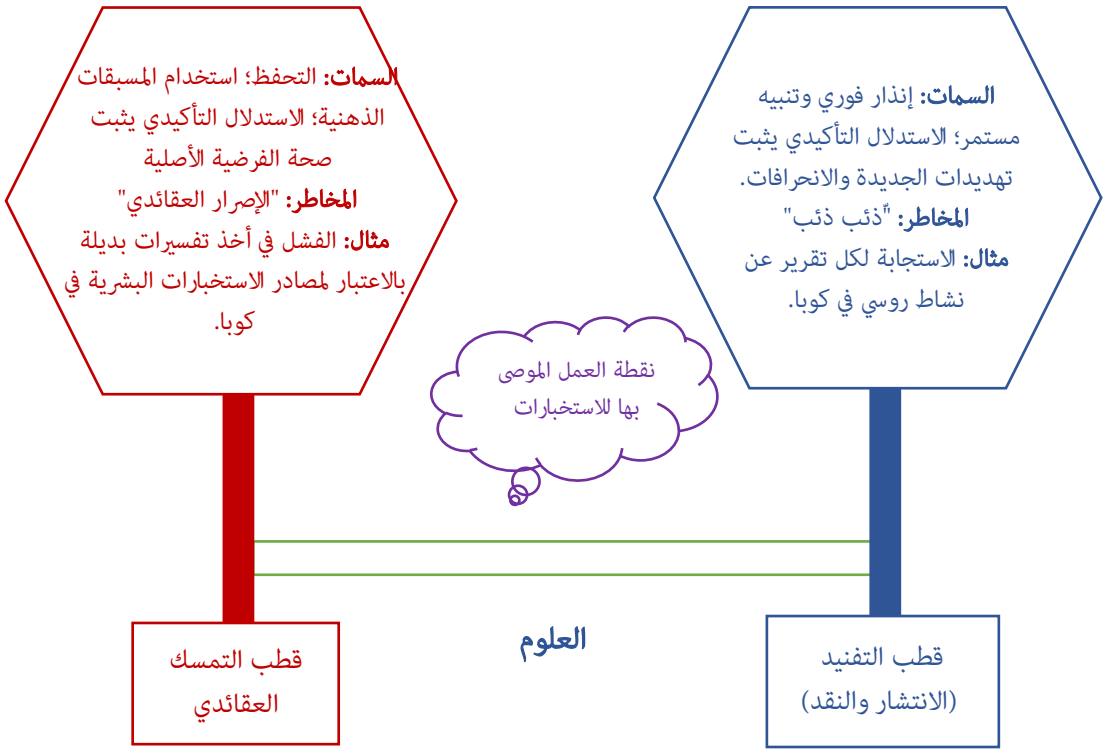 السمات: إنذار فوري وتنبيه
مستمر؛ الاستدلال التأكيدي يثبت
تهديدات الجديدة والانحرافات.
المخاطر: "ذئب ذئب"
مثال: الاستجابة لكل تقرير عن
نشاط روسي في كوبا.
السمات: التحفظ؛ استخدام المسبقات
الذهنية؛ الاستدلال التأكيدي يثبت
صحة الفرضية الأصلية
المخاطر: "الإصرار العقائدي"
مثال: الفشل في أخذ تفسيرات بديلة
بالاعتبار لمصادر الاستخبارات البشرية في
كوبا.
نقطة العمل الموصى
بها للاستخبارات
العلوم
قطب التفنيد
(الانتشار والنقد)
قطب التمسك
العقائدي